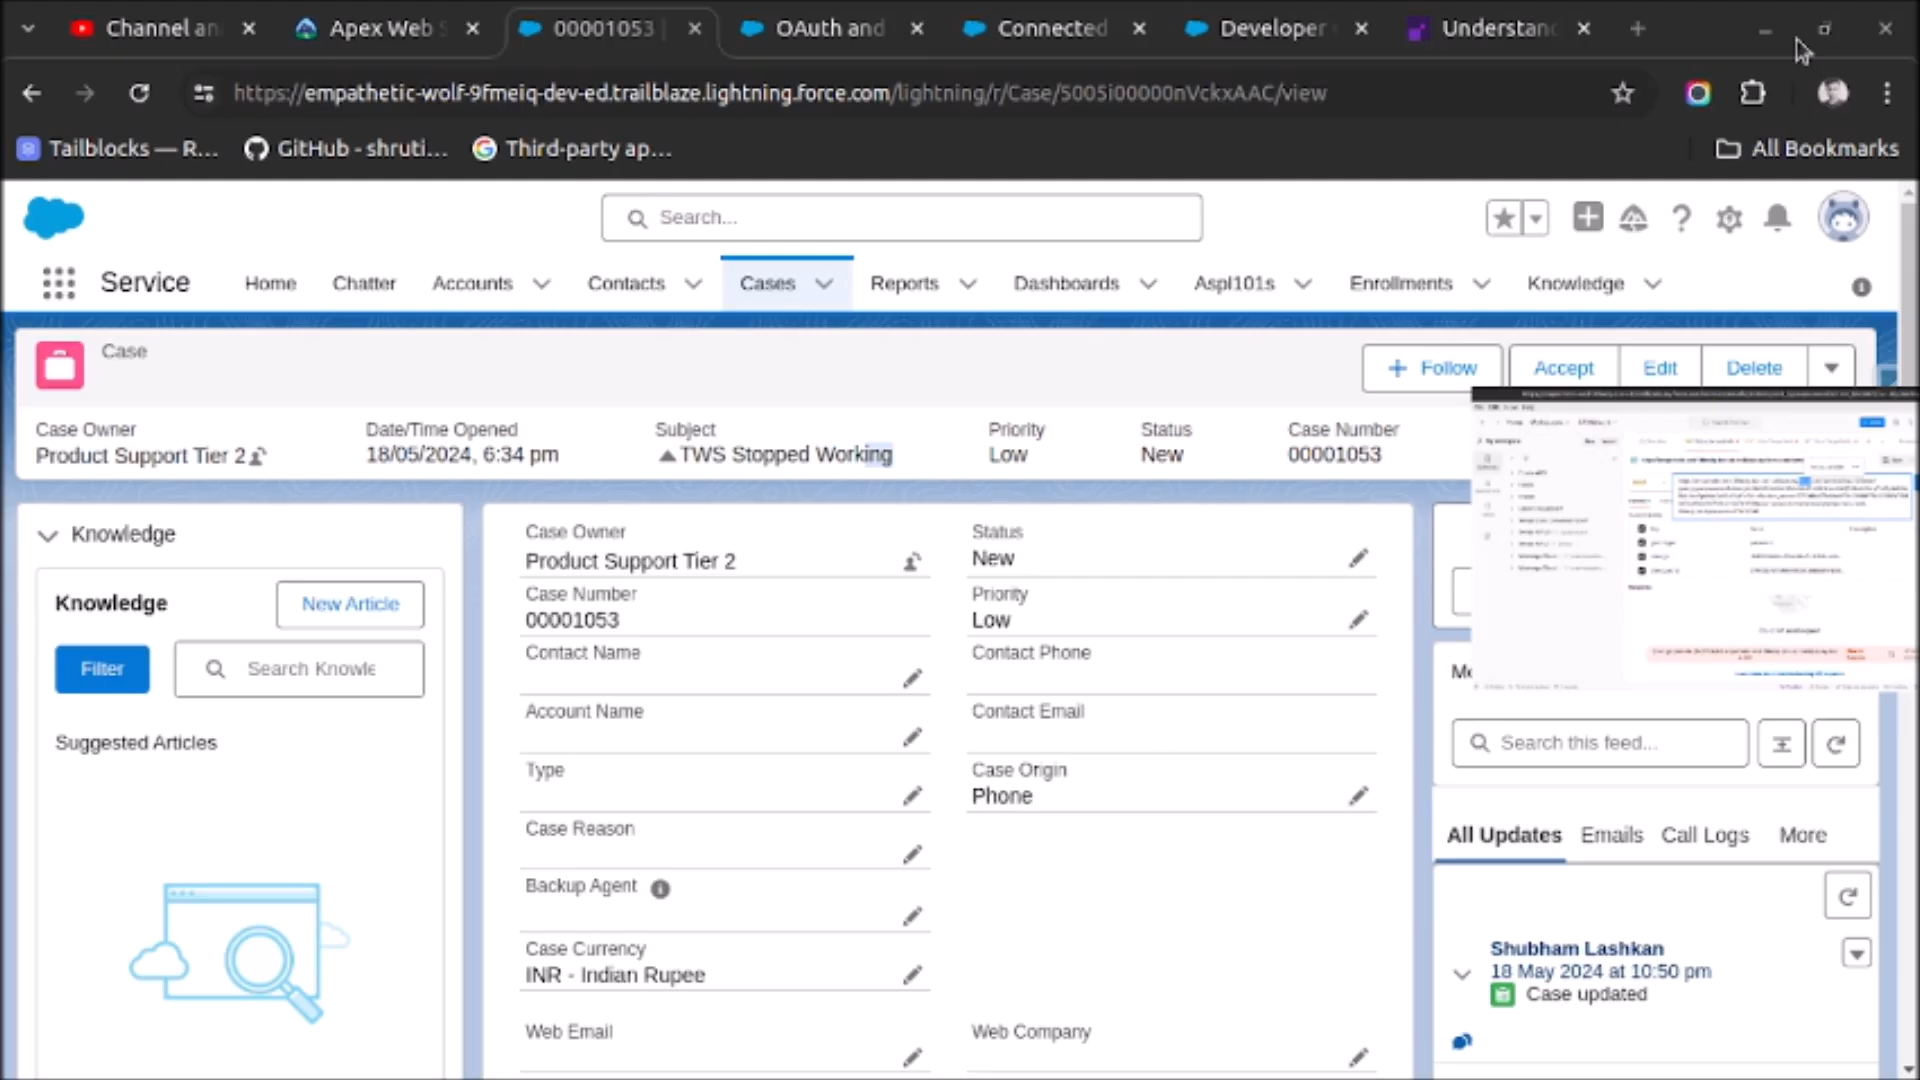 Channel an
Apex Web S
00001053 |
OAuth and
Connected
Developer
Understan
https://empathetic-wolf-9fmeiq-dev-ed.trailblaze.lightning.force.com/lightning/r/Case/5005i00000nVckxAAC/view
Tailblocks — R...
GitHub - shruti...
Third-party ap...
All Bookmarks
Search...
Service
Home
Chatter
Accounts
Contacts
Cases
Reports
Dashboards
Aspl101s
Enrollments
Knowledge
Case
Follow
Accept
Edit
Delete
Case Owner
Product Support Tier 2
Date/Time Opened
18/05/2024, 6:34 pm
Subject
TWS Stopped Working
Priority
Low
Status
New
Case Number
00001053
Knowledge
Knowledge
New Article
Filter
Search Knowle
Suggested Articles
Case Owner
Product Support Tier 2
Status
New
Case Number
00001053
Priority
Low
Contact Name
Contact Phone
Account Name
Contact Email
Type
Case Origin
Phone
Case Reason
Backup Agent
Case Currency
INR - Indian Rupee
Web Email
Web Company
Search this feed...
All Updates
Emails
Call Logs
More
Shubham Lashkan
18 May 2024 at 10:50 pm
Case updated